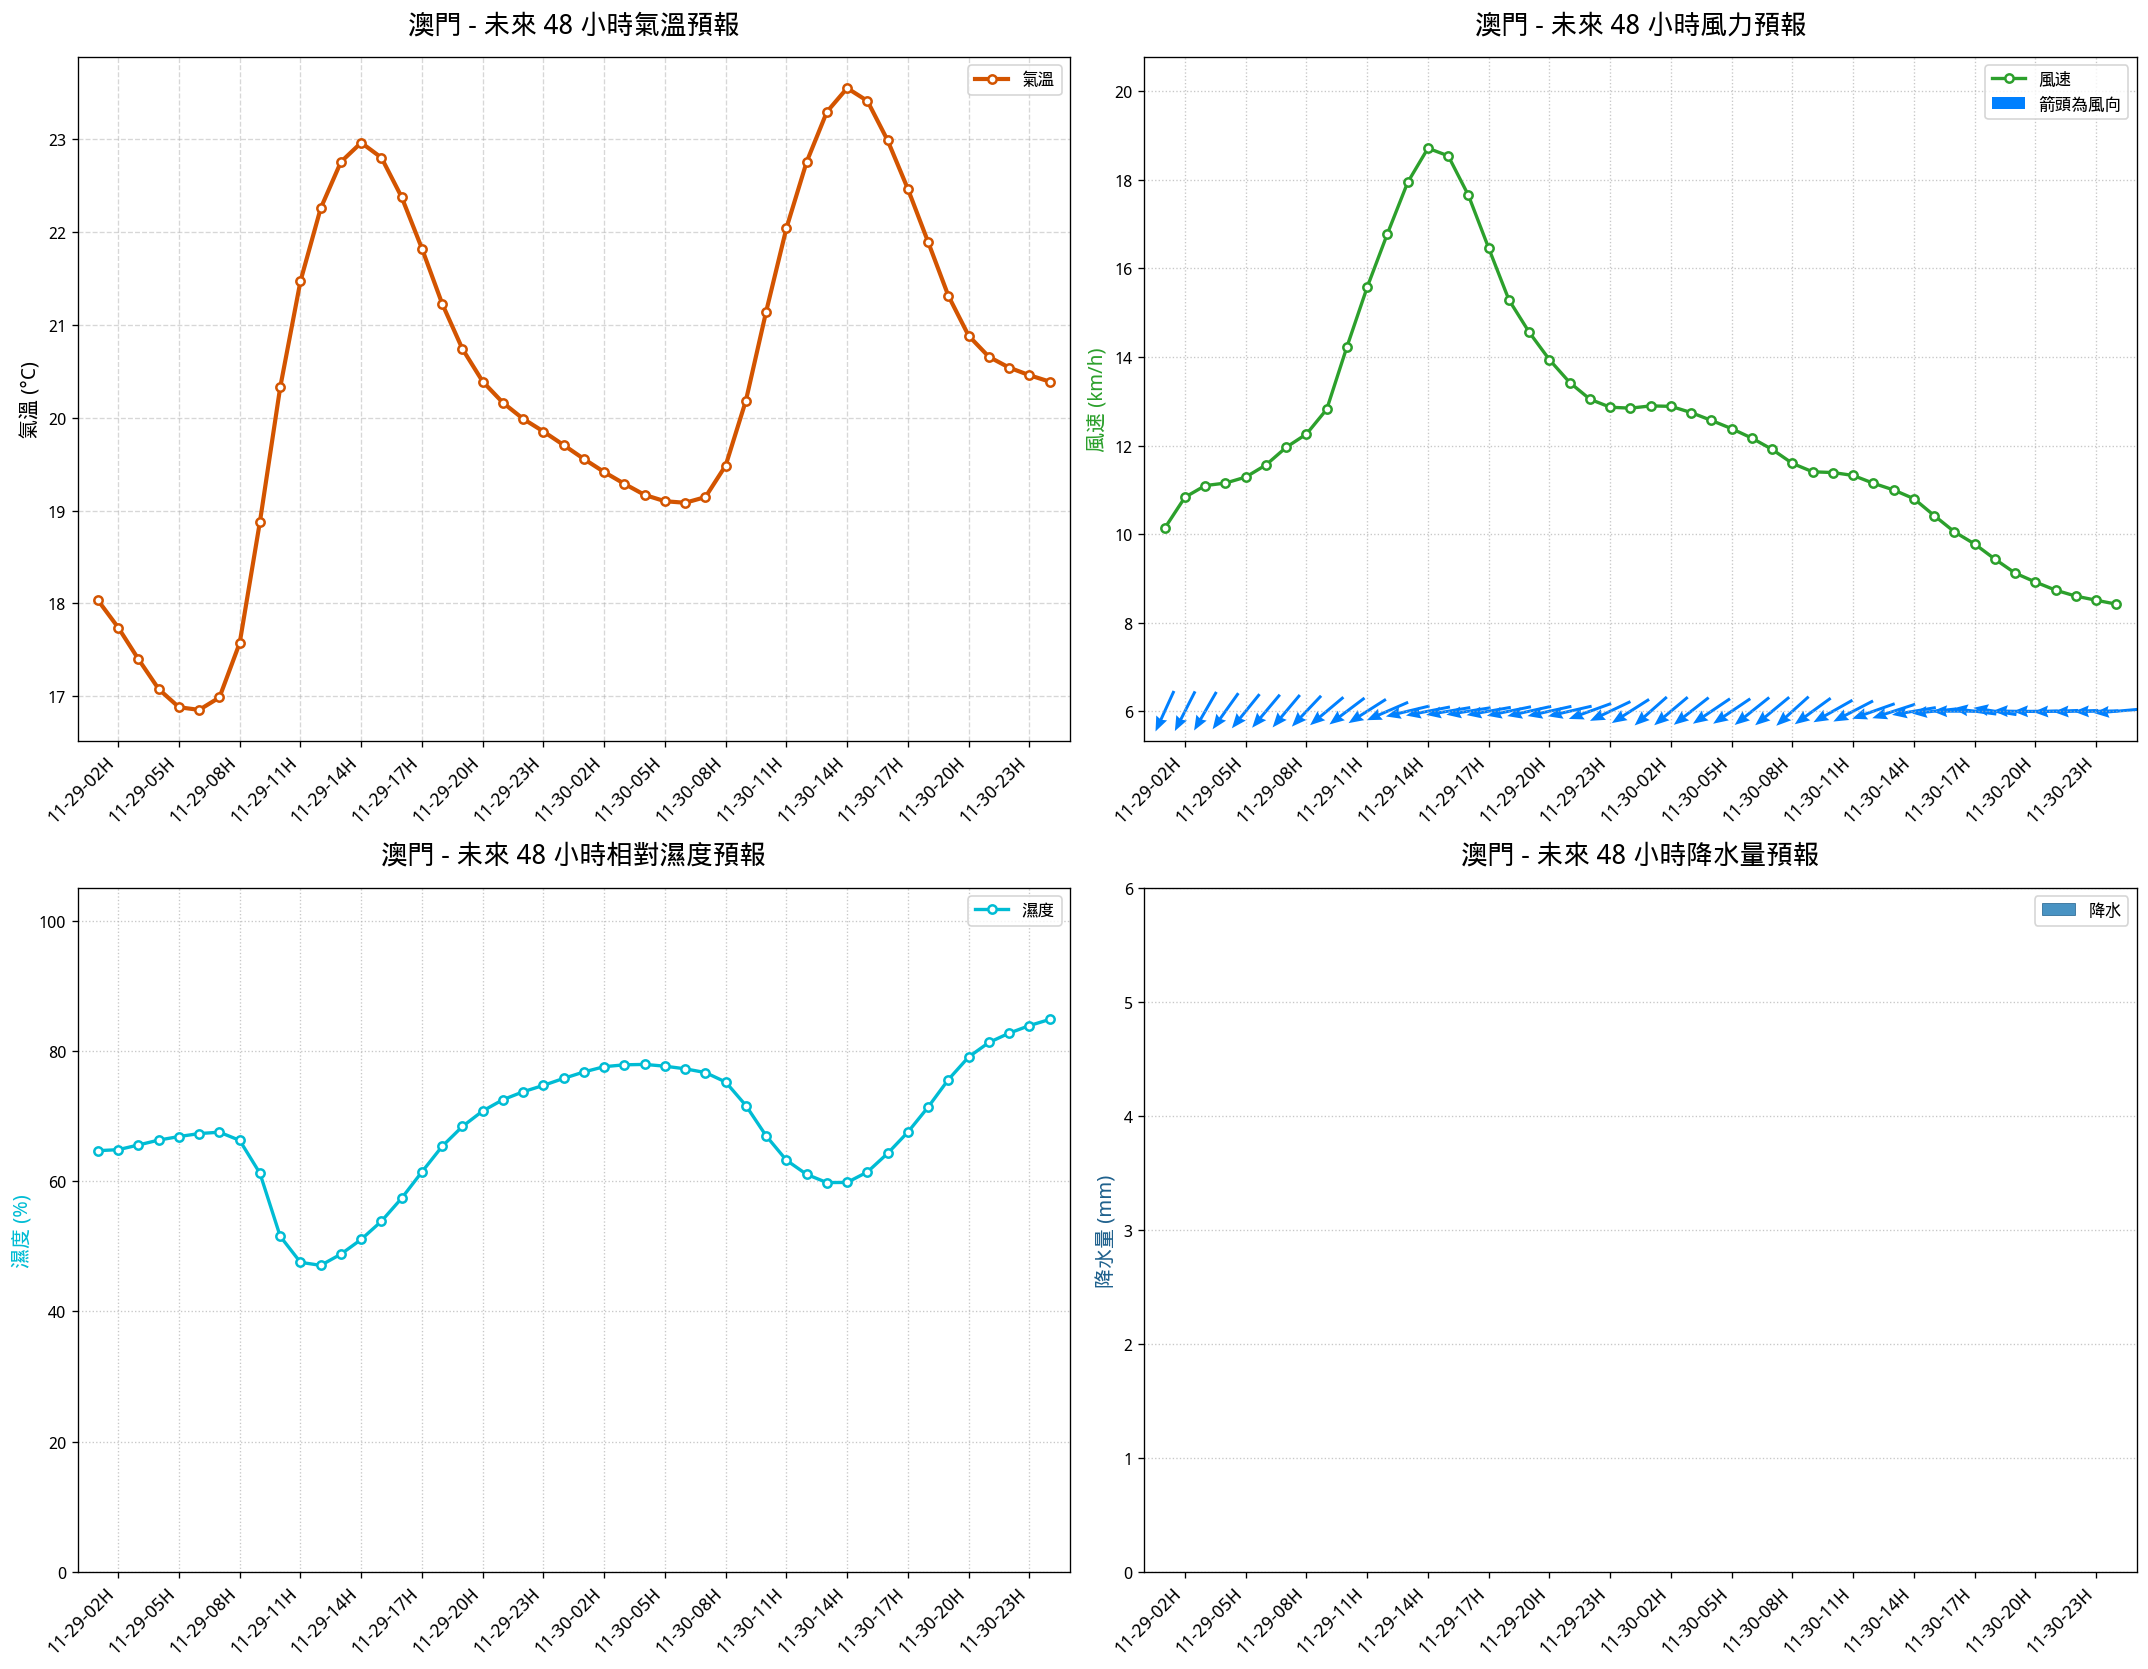 澳門 - 未來 48 小時氣溫預報
氣溫
氣溫 (°C)
23
22
21
20
19
18
17
11-29-02H
11-29-05H
11-29-08H
11-29-11H
11-29-14H
11-29-17H
11-29-20H
11-29-23H
11-30-02H
11-30-05H
11-30-08H
11-30-11H
11-30-14H
11-30-17H
11-30-20H
11-30-23H
澳門 - 未來 48 小時風力預報
風速
箭頭為風向
風速 (km/h)
20
18
16
14
12
10
8
6
11-29-02H
11-29-05H
11-29-08H
11-29-11H
11-29-14H
11-29-17H
11-29-20H
11-29-23H
11-30-02H
11-30-05H
11-30-08H
11-30-11H
11-30-14H
11-30-17H
11-30-20H
11-30-23H
澳門 - 未來 48 小時相對濕度預報
濕度
濕度 (%)
100
80
60
40
20
0
11-29-02H
11-29-05H
11-29-08H
11-29-11H
11-29-14H
11-29-17H
11-29-20H
11-29-23H
11-30-02H
11-30-05H
11-30-08H
11-30-11H
11-30-14H
11-30-17H
11-30-20H
11-30-23H
澳門 - 未來 48 小時降水量預報
降水
降水量 (mm)
6
5
4
3
2
1
0
11-29-02H
11-29-05H
11-29-08H
11-29-11H
11-29-14H
11-29-17H
11-29-20H
11-29-23H
11-30-02H
11-30-05H
11-30-08H
11-30-11H
11-30-14H
11-30-17H
11-30-20H
11-30-23H